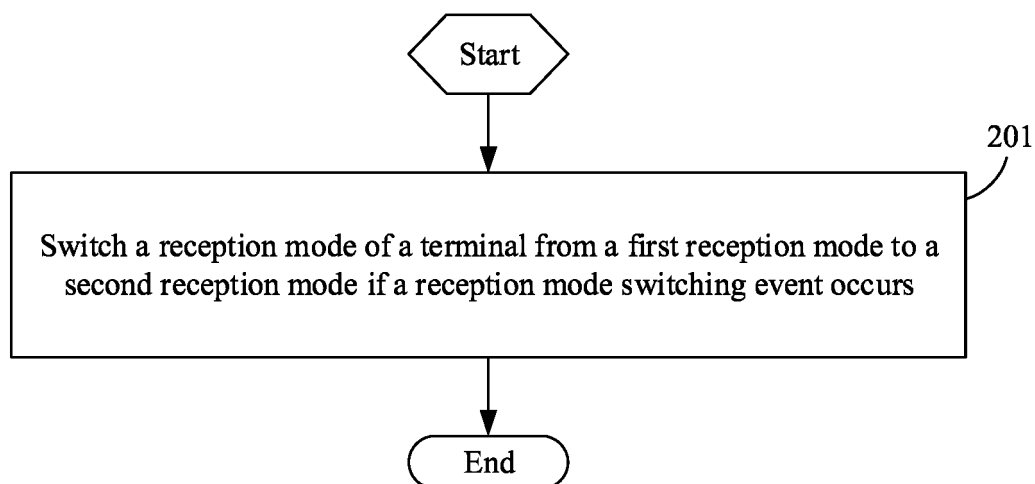 Start
201
Switch a reception mode of a terminal from a first reception mode to a
second reception mode if a reception mode switching event occurs
End